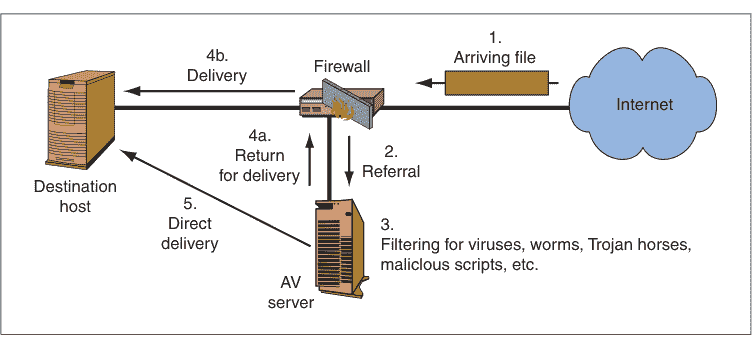 1.
Arriving file
4b.
Delivery
Firewall
Internet
4a.
Return
for delivery
2.
Referral
Destination
host
5.
Direct
delivery
3.
Filtering for viruses, worms, Trojan horses,
malicious scripts, etc.
AV
server